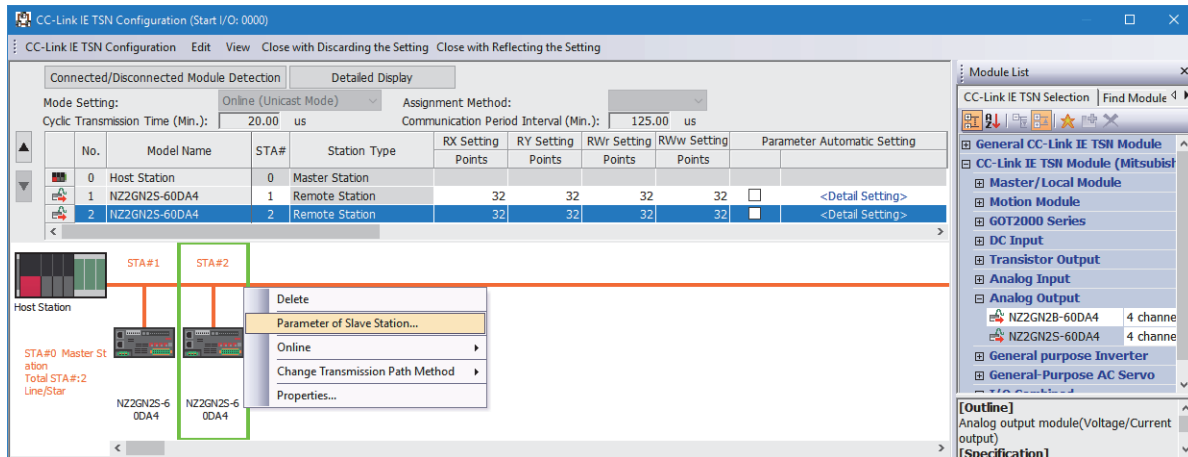 CC-Link IE TSN Configuration (Start I/O: 0000)
CC-Link IE TSN Configuration Edit View Close with Discarding the Setting Close with Reflecting the Setting
Connected/Disconnected Module Detection Detailed Display
Mode Setting: Online (Unicast Mode) Assignment Method:
Cyclic Transmission Time (Min.): 20.00 us Communication Period Interval (Min.): 125.00 us
No. Model Name STA# Station Type RX Setting RY Setting RWr Setting RWw Setting Parameter Automatic Setting
Points Points Points Points
0 Host Station 0 Master Station
1 NZ2GN2S-60DA4 1 Remote Station 32 32 32 32 <Detail Setting>
2 NZ2GN2S-60DA4 2 Remote Station 32 32 32 32 <Detail Setting>
STA#1 STA#2
Host Station
STA#0 Master St
ation
Total STA#:2
Line/Star
NZ2GN2S-6
0DA4
NZ2GN2S-6
0DA4
Delete
Parameter of Slave Station...
Online
Change Transmission Path Method
Properties...
Module List
CC-Link IE TSN Selection Find Module
General CC-Link IE TSN Module
CC-Link IE TSN Module (Mitsubish
Master/Local Module
Motion Module
GOT2000 Series
DC Input
Transistor Output
Analog Input
Analog Output
NZ2GN2B-60DA4 4 channe
NZ2GN2S-60DA4 4 channe
General purpose Inverter
General-Purpose AC Servo
[Outline]
Analog output module(Voltage/Current
output)
[Specification]